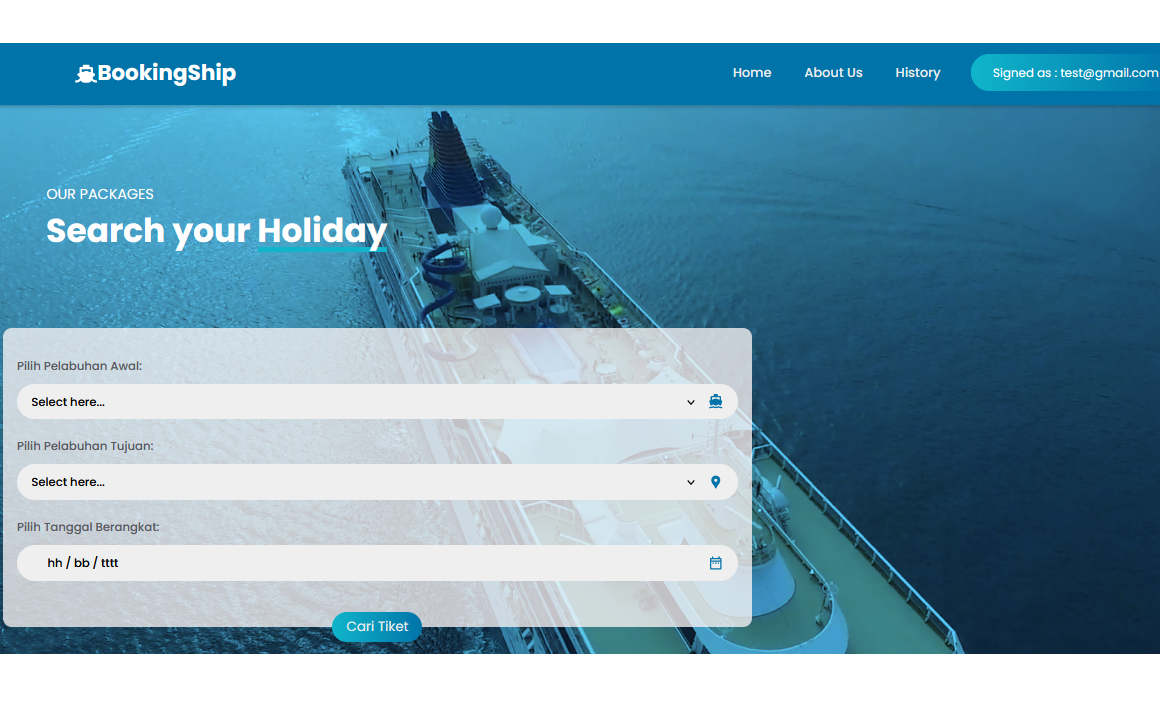 BookingShip
Home About Us History Signed as : test@gmail.com
OUR PACKAGES
Search your Holiday
Pilih Pelabuhan Awal:
Select here...
Pilih Pelabuhan Tujuan:
Select here...
Pilih Tanggal Berangkat:
hh / bb / tttt
Cari Tiket